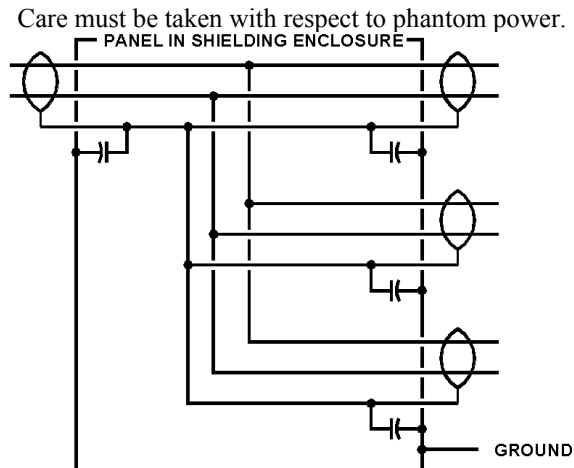 Care must be taken with respect to phantom power.
PANEL IN SHIELDING ENCLOSURE
GROUND